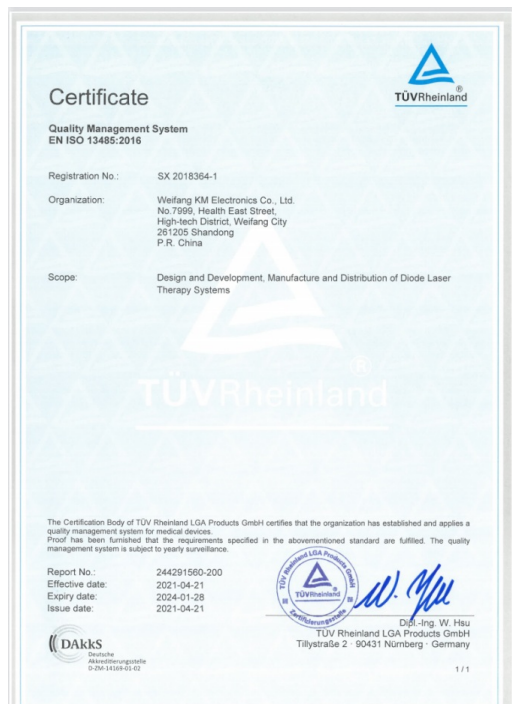 TÜVRheinland®
Certificate
Quality Management System
EN ISO 13485:2016
Registration No.: SX 2018364-1
Organization: Weifang KM Electronics Co., Ltd.
No.7999, Health East Street,
High-tech District, Weifang City
261205 Shandong
P.R. China
Scope: Design and Development, Manufacture and Distribution of Diode Laser
Therapy Systems
®
TÜVRheinland
The Certification Body of TÜV Rheinland LGA Products GmbH certifies that the organization has established and applies a
quality management system for medical devices.
Proof has been furnished that the requirements specified in the abovementioned standard are fulfilled. The quality
management system is subject to yearly surveillance.
Report No.: 244291560-200
Effective date: 2021-04-21
Expiry date: 2024-01-28
Issue date: 2021-04-21
TÜV Rheinland LGA Products GmbH
TÜVRheinland
Zertifizierungsstelle
Dipl.-Ing. W. Hsu
TÜV Rheinland LGA Products GmbH
Tillystraße 2 · 90431 Nürnberg · Germany
DAkkS
Deutsche
Akkreditierungsstelle
D-ZM-14169-01-02
1 / 1